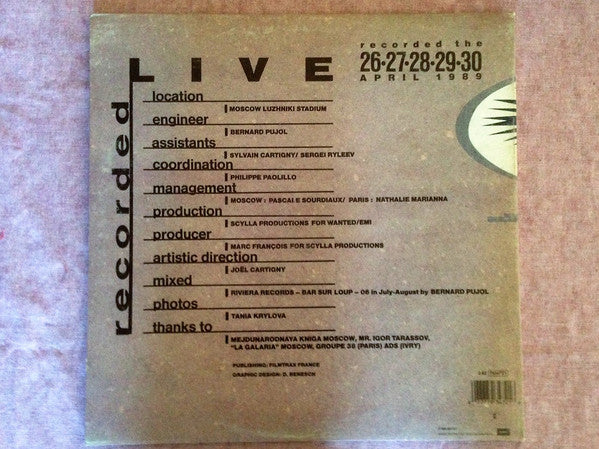 recorded the
26·27·28·29·30
APRIL 1989
recorded LIVE
location
MOSCOW LUZHNIKI STADIUM
engineer
BERNARD PUJOL
assistants
SYLVAIN CARTIGNY/ SERGEI RYLEEV
coordination
PHILIPPE PAOLILLO
management
MOSCOW : PASCALE SOURDIAUX/ PARIS : NATHALIE MARIANNA
production
SCYLLA PRODUCTIONS FOR WANTED/EMI
producer
MARC FRANÇOIS FOR SCYLLA PRODUCTIONS
artistic direction
JOËL CARTIGNY
mixed
RIVIERA RECORDS – BAR SUR LOUP – 06 in July-August by BERNARD PUJOL
photos
TANIA KRYLOVA
thanks to
MEJDUNARODNAYA KNIGA MOSCOW, MR. IGOR TARASSOV,
"LA GALARIA" MOSCOW, GROUPE 38 (PARIS) ADS (IVRY)
PUBLISHING: FILMTRAX FRANCE
GRAPHIC DESIGN: D. BENESCH